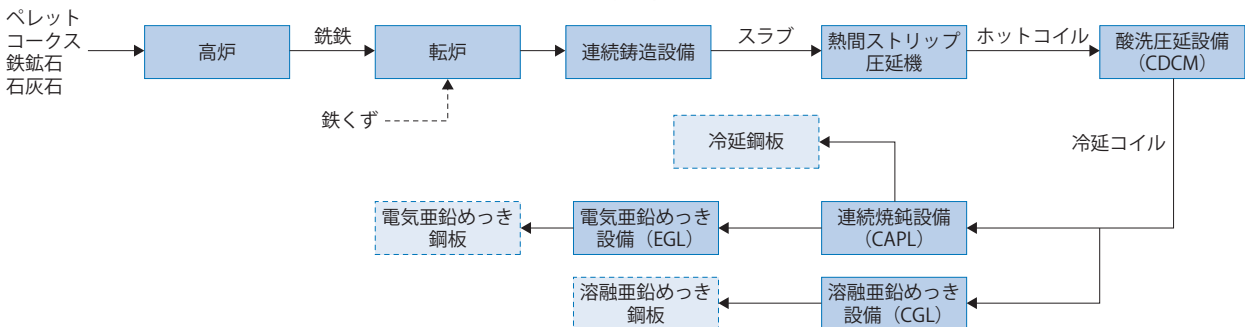 ペレット
コークス
鉄鉱石
石灰石
高炉
銑鉄
転炉
鉄くず
連続鋳造設備
スラブ
熱間ストリップ
圧延機
ホットコイル
酸洗圧延設備
（CDCM）
冷延コイル
冷延鋼板
連続焼鈍設備
（CAPL）
電気亜鉛めっき
設備（EGL）
電気亜鉛めっき
鋼板
溶融亜鉛めっき
設備（CGL）
溶融亜鉛めっき
鋼板